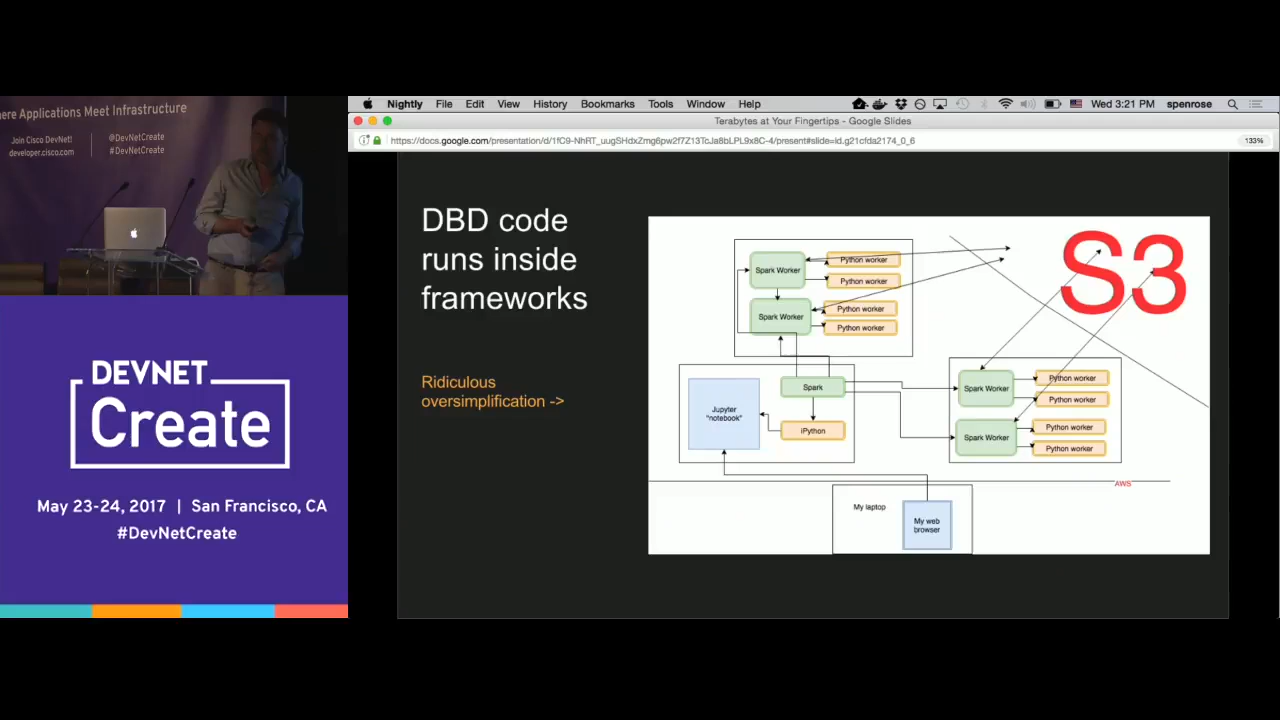 here Applications Meet Infrastructure
Join Cisco DevNet!
developer.cisco.com
@DevNetCreate
#DevNetCreate
DEVNET
Create
May 23-24, 2017 | San Francisco, CA
#DevNetCreate
Nightly File Edit View History Bookmarks Tools Window Help
Wed 3:21 PM spenrose
Terabytes at Your Fingertips - Google Slides
133%
DBD code
runs inside
frameworks
Ridiculous
oversimplification ->
S3
Spark Worker
Python worker
Python worker
Spark Worker
Python worker
Python worker
Spark
Jupyter
"notebook"
IPython
Spark Worker
Python worker
Python worker
Spark Worker
Python worker
Python worker
AWS
My laptop
My web
browser